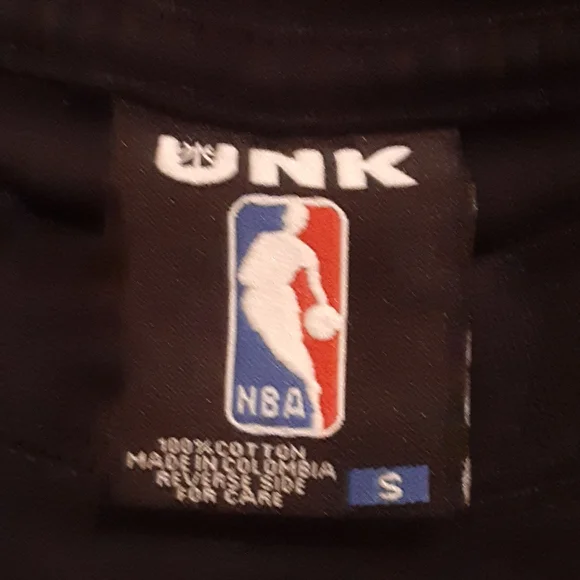 UNK
NBA
100% COTTON
MADE IN COLOMBIA
REVERSE SIDE
FOR CARE
S